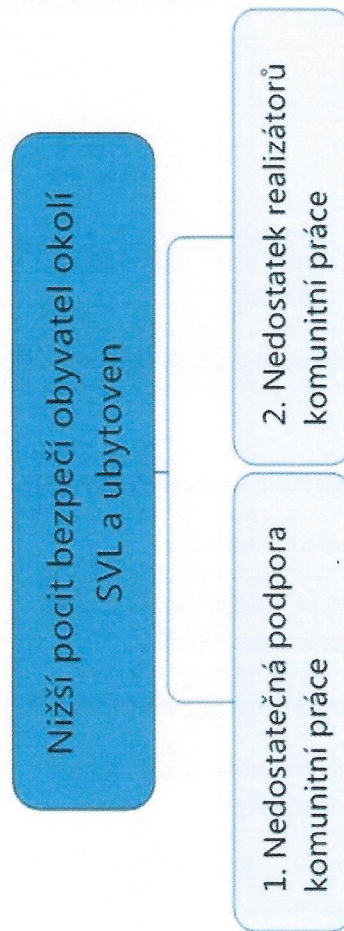 Nižší pocit bezpečí obyvatel okolí
SVL a ubytoven
1. Nedostatečná podpora
komunitní práce
2. Nedostatek realizátorů
komunitní práce